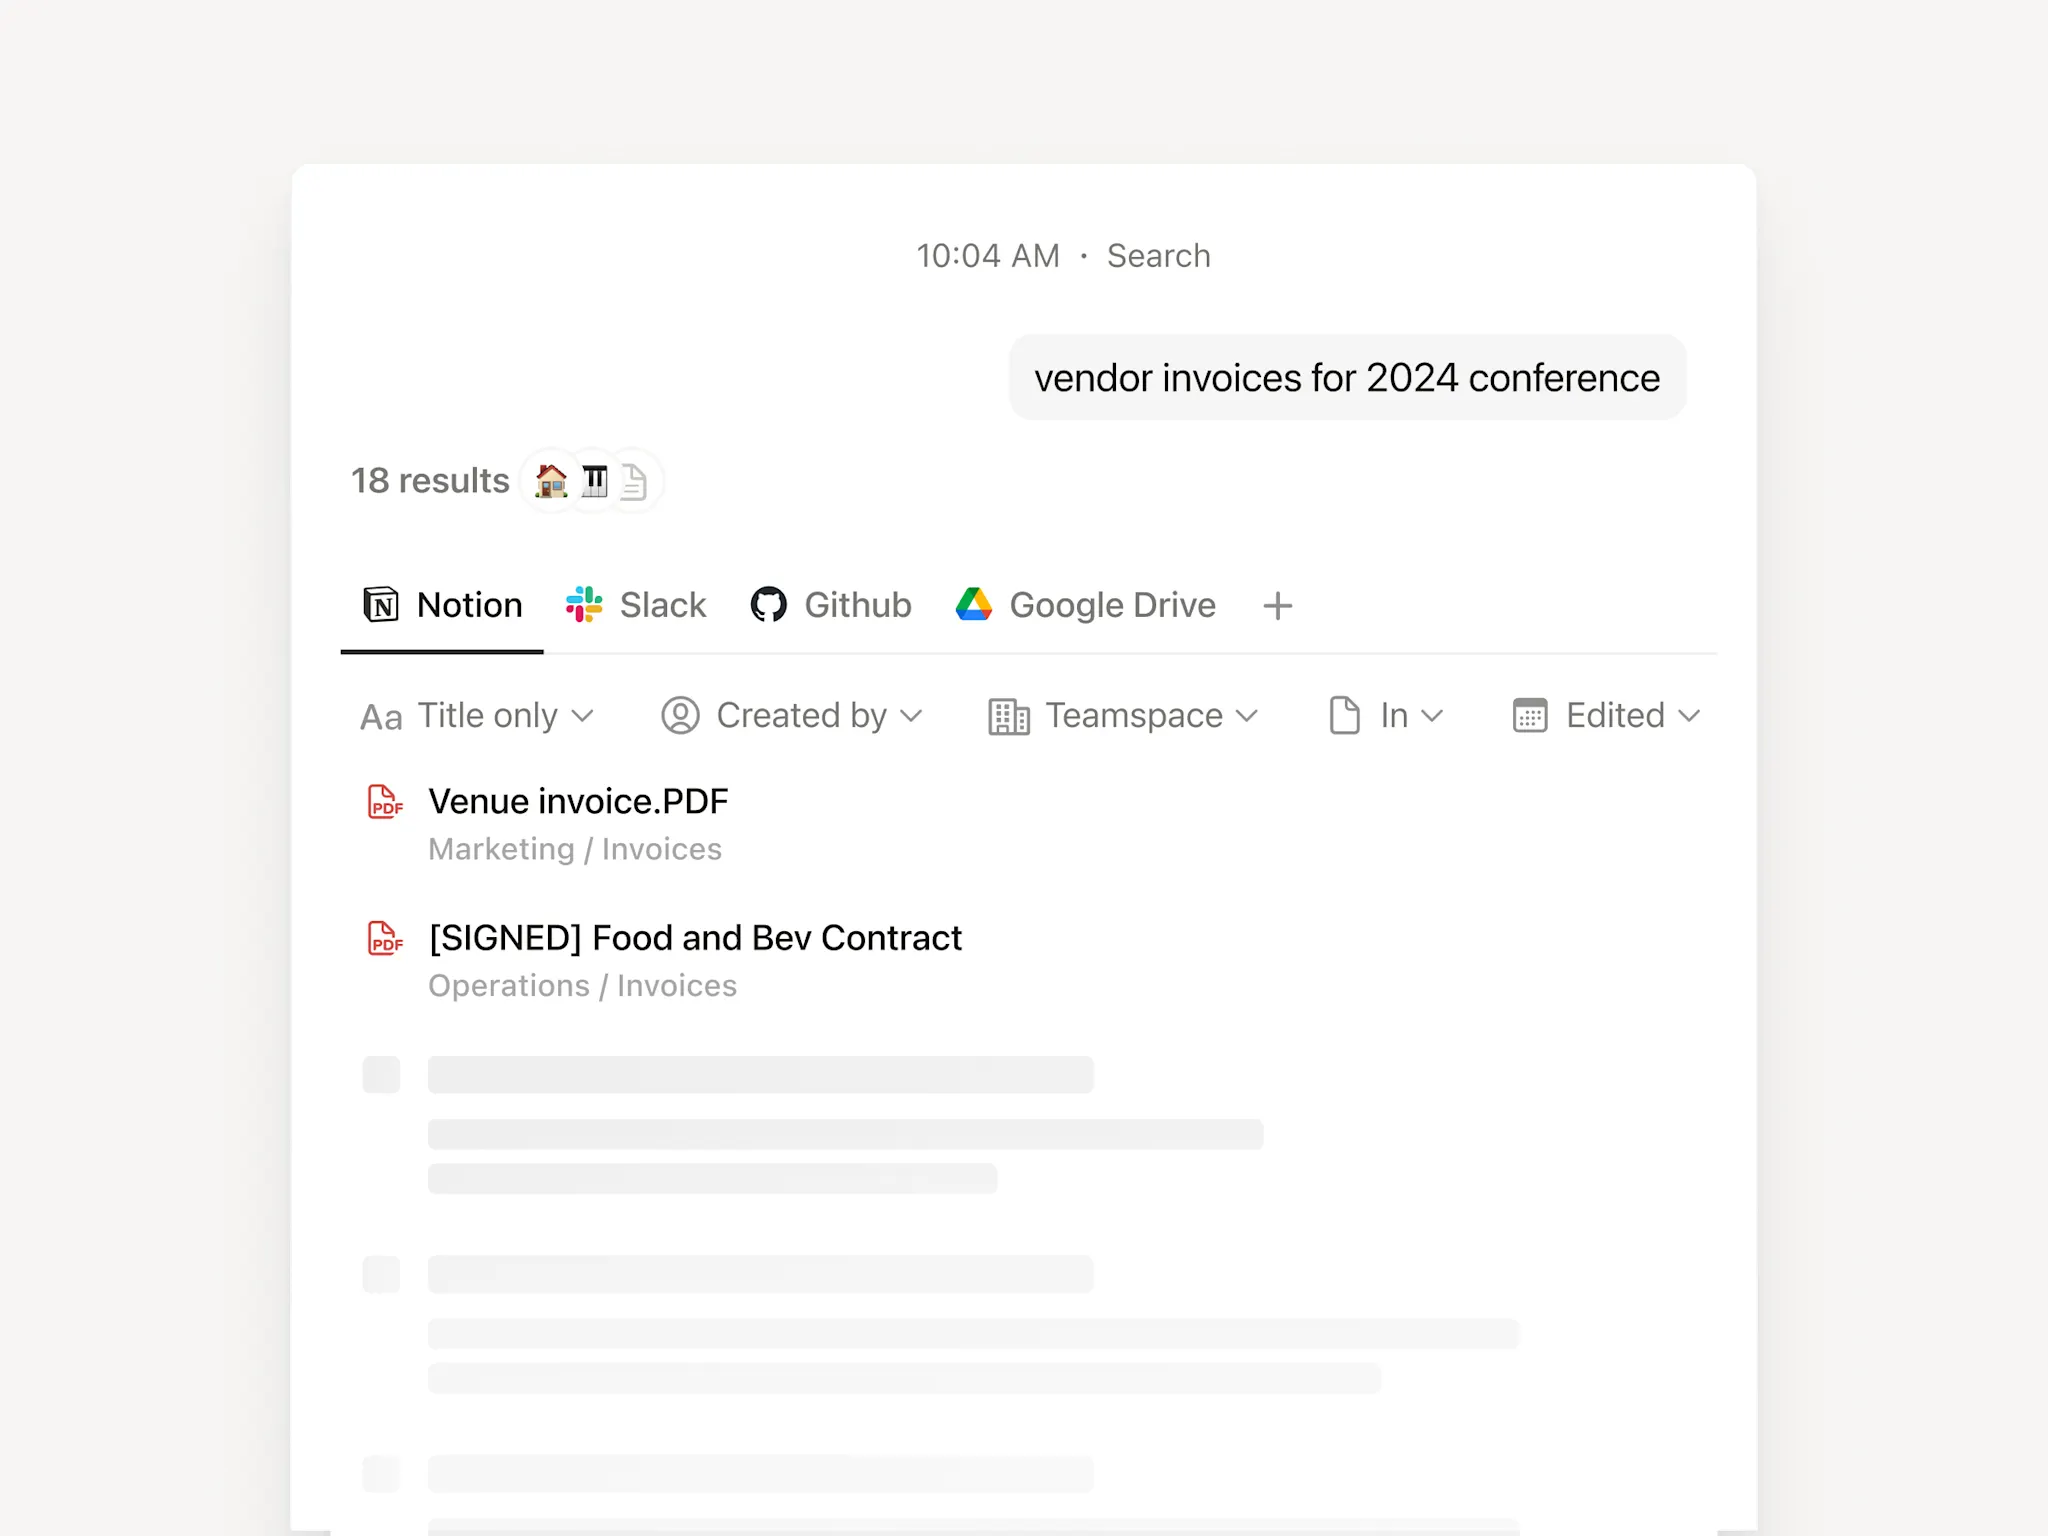 10:04 AM · Search
vendor invoices for 2024 conference
18 results
Notion Slack Github Google Drive +
Aa Title only Created by Teamspace In Edited
PDF Venue invoice.PDF
Marketing / Invoices
PDF [SIGNED] Food and Bev Contract
Operations / Invoices